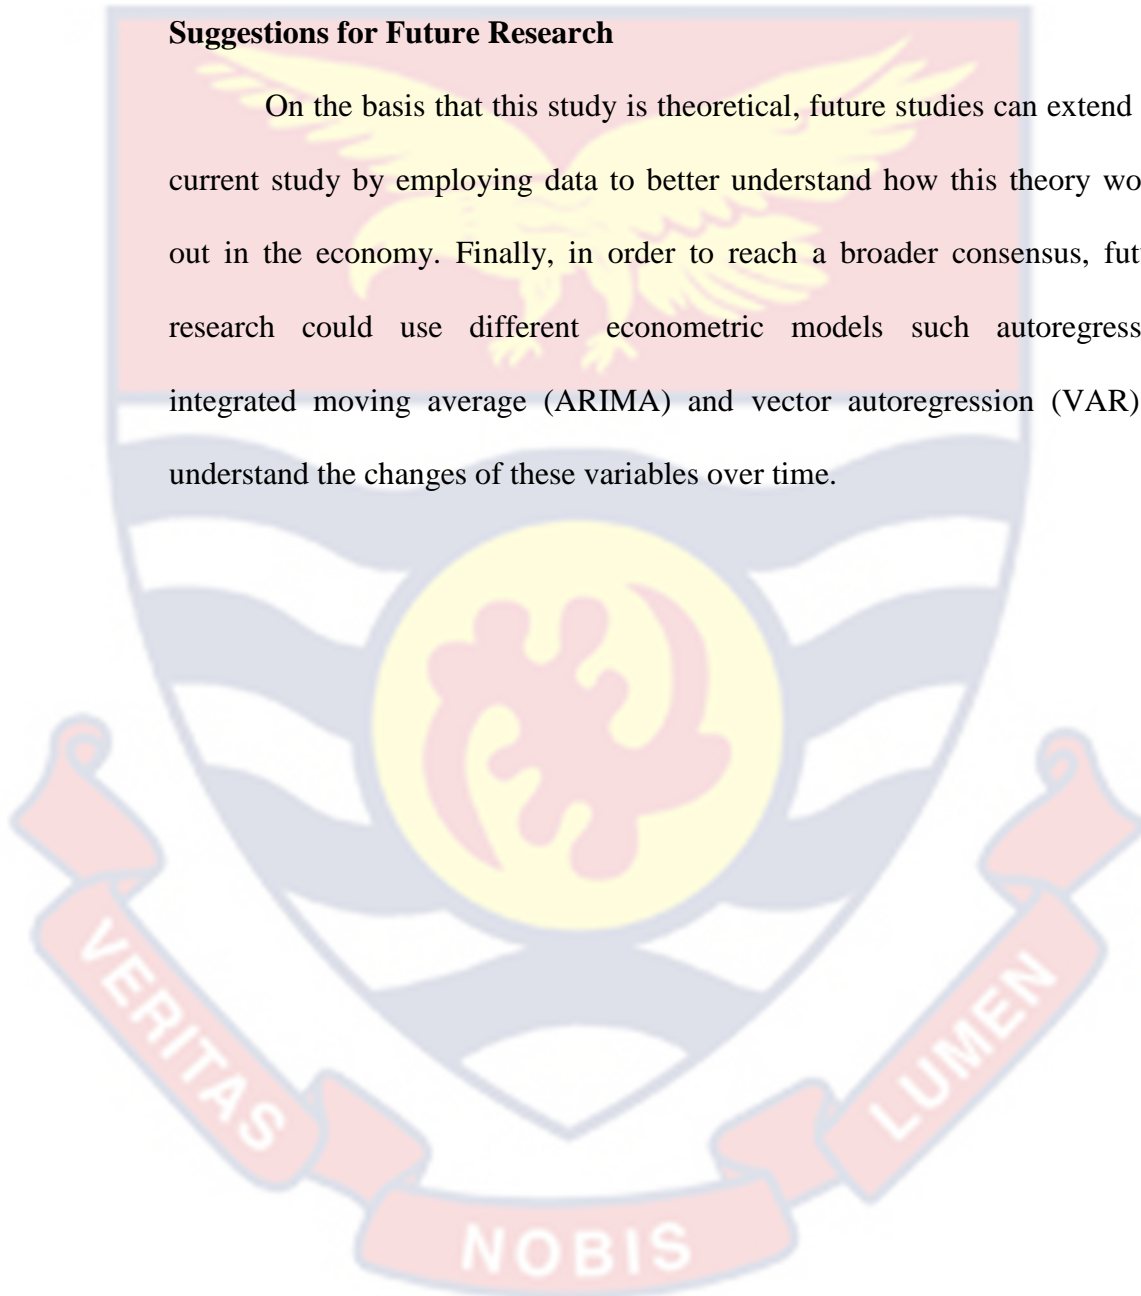 Suggestions for Future Research
On the basis that this study is theoretical, future studies can extend
current study by employing data to better understand how this theory wo
out in the economy. Finally, in order to reach a broader consensus, fut
research could use different econometric models such autoregress
integrated moving average (ARIMA) and vector autoregression (VAR)
understand the changes of these variables over time.
VERITAS
NOBIS
LUMEN